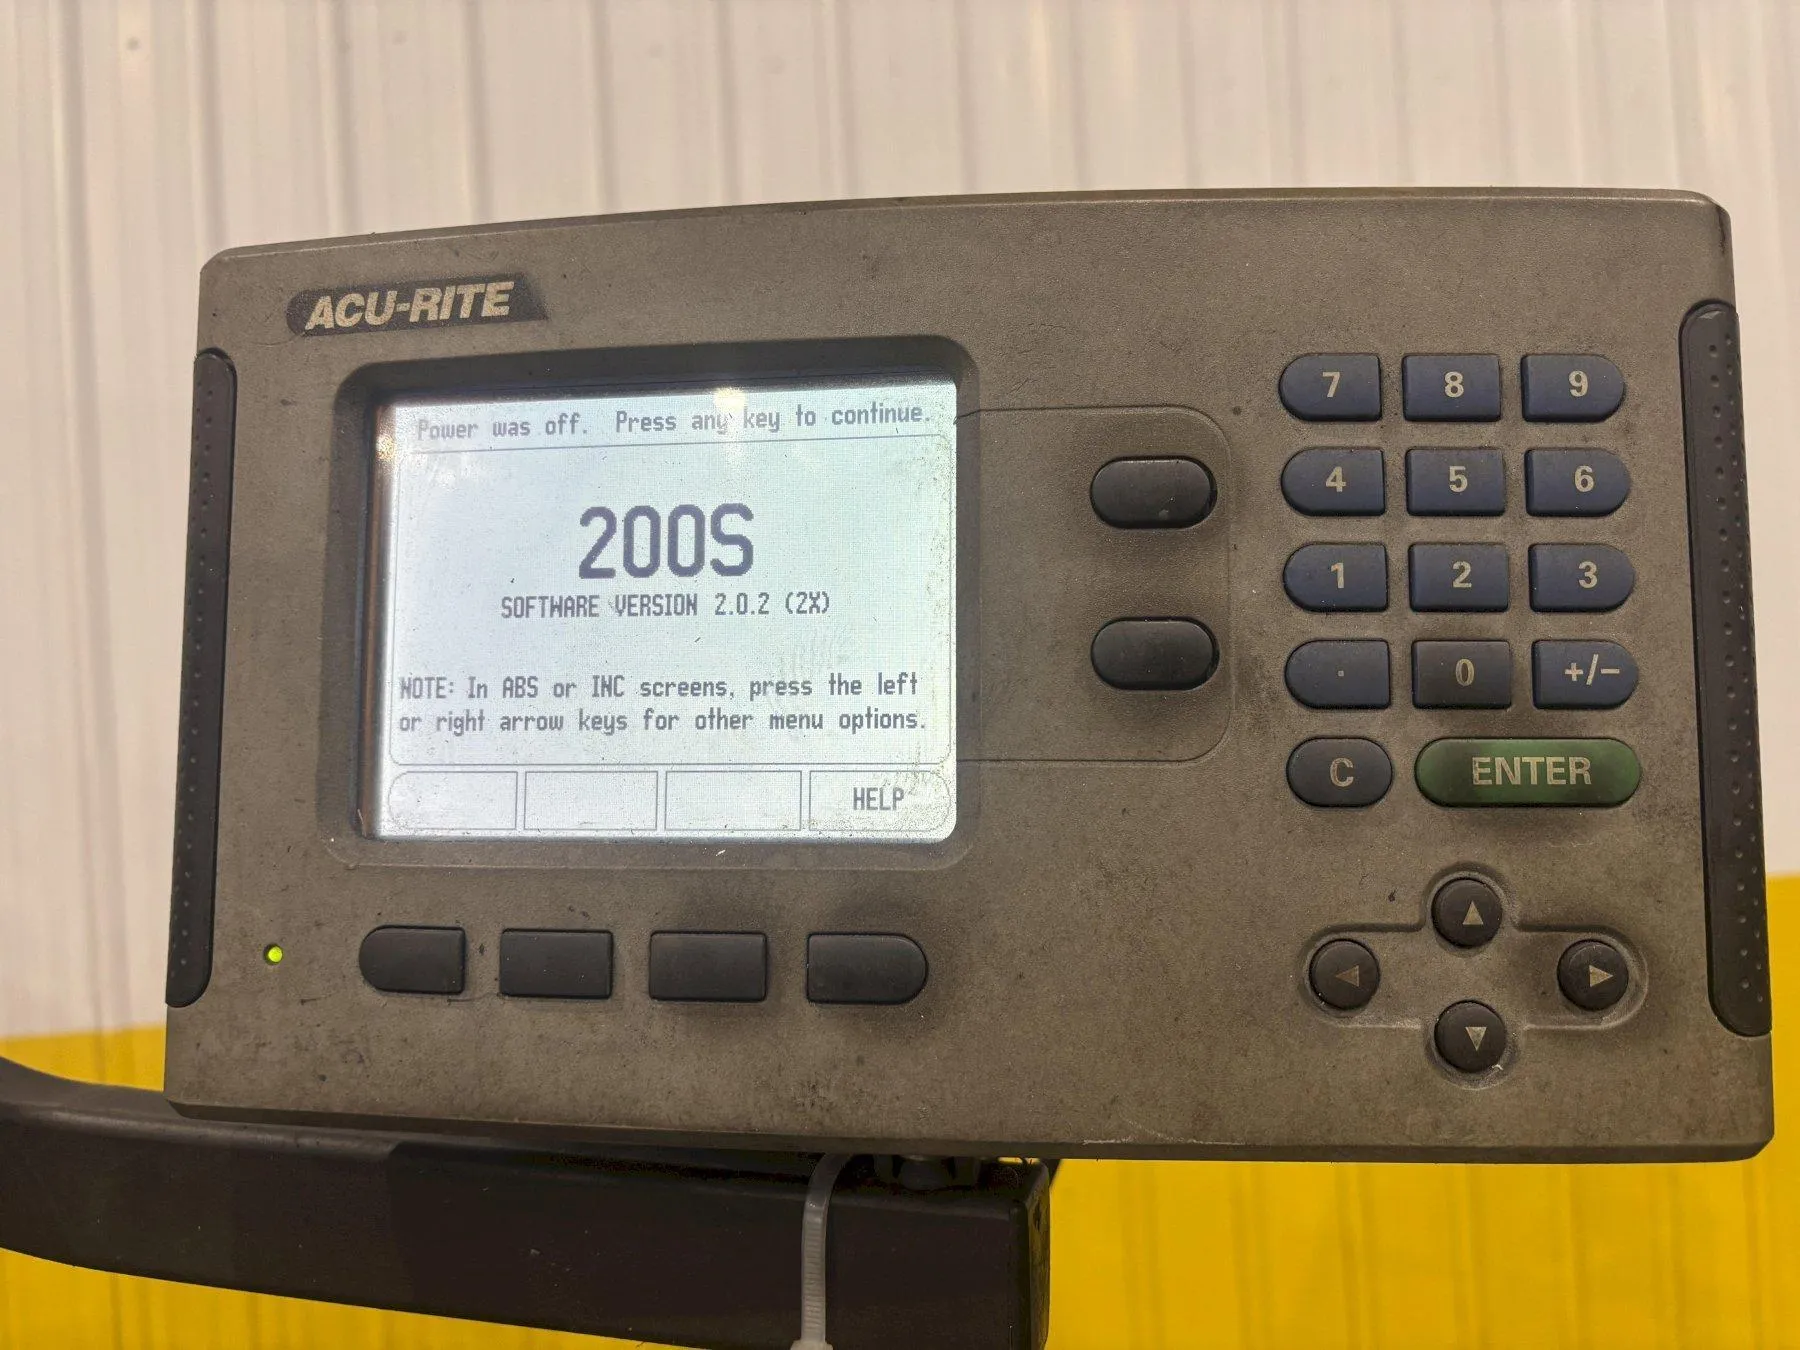 ACU-RITE
Power was off. Press any key to continue.
200S
SOFTWARE VERSION 2.0.2 (2X)
NOTE: In ABS or INC screens, press the left
or right arrow keys for other menu options.
HELP
7 8 9
4 5 6
1 2 3
. 0 +/-
C ENTER